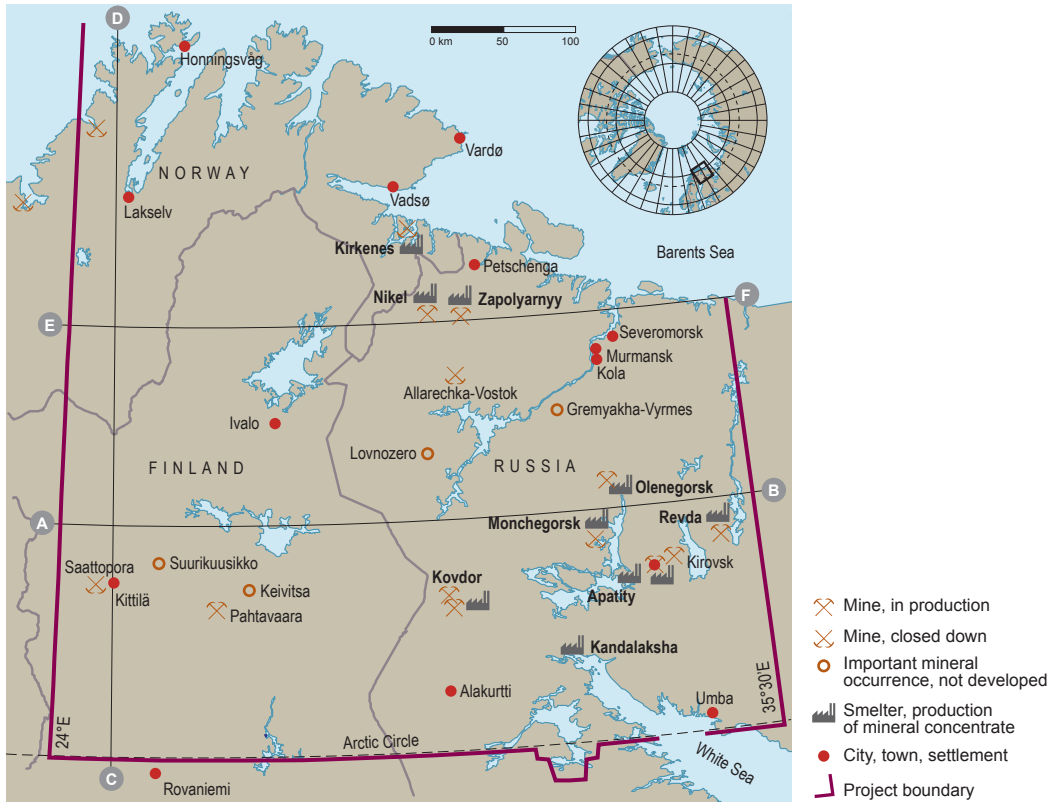 D
0 km
50
100
Honningsvåg
Vardø
NORWAY
Vadsø
Lakselv
Kirkenes
Barents Sea
Petschenga
Nikel
Zapolyarnyy
F
E
Severomorsk
Murmansk
Kola
Allarechka-Vostok
Gremyakha-Vyrmes
Ivalo
Lovnozero
FINLAND
RUSSIA
Olenegorsk
B
A
Monchegorsk
Revda
Saattopora
Suurikuusikko
Kirovsk
Kittilä
Keivitsa
Kovdor
Apatity
Pahtavaara
Kandalaksha
Alakurtti
Umba
24°E
35°30'E
Arctic Circle
White Sea
C
Rovaniemi
Mine, in production
Mine, closed down
Important mineral
occurrence, not developed
Smelter, production
of mineral concentrate
City, town, settlement
Project boundary